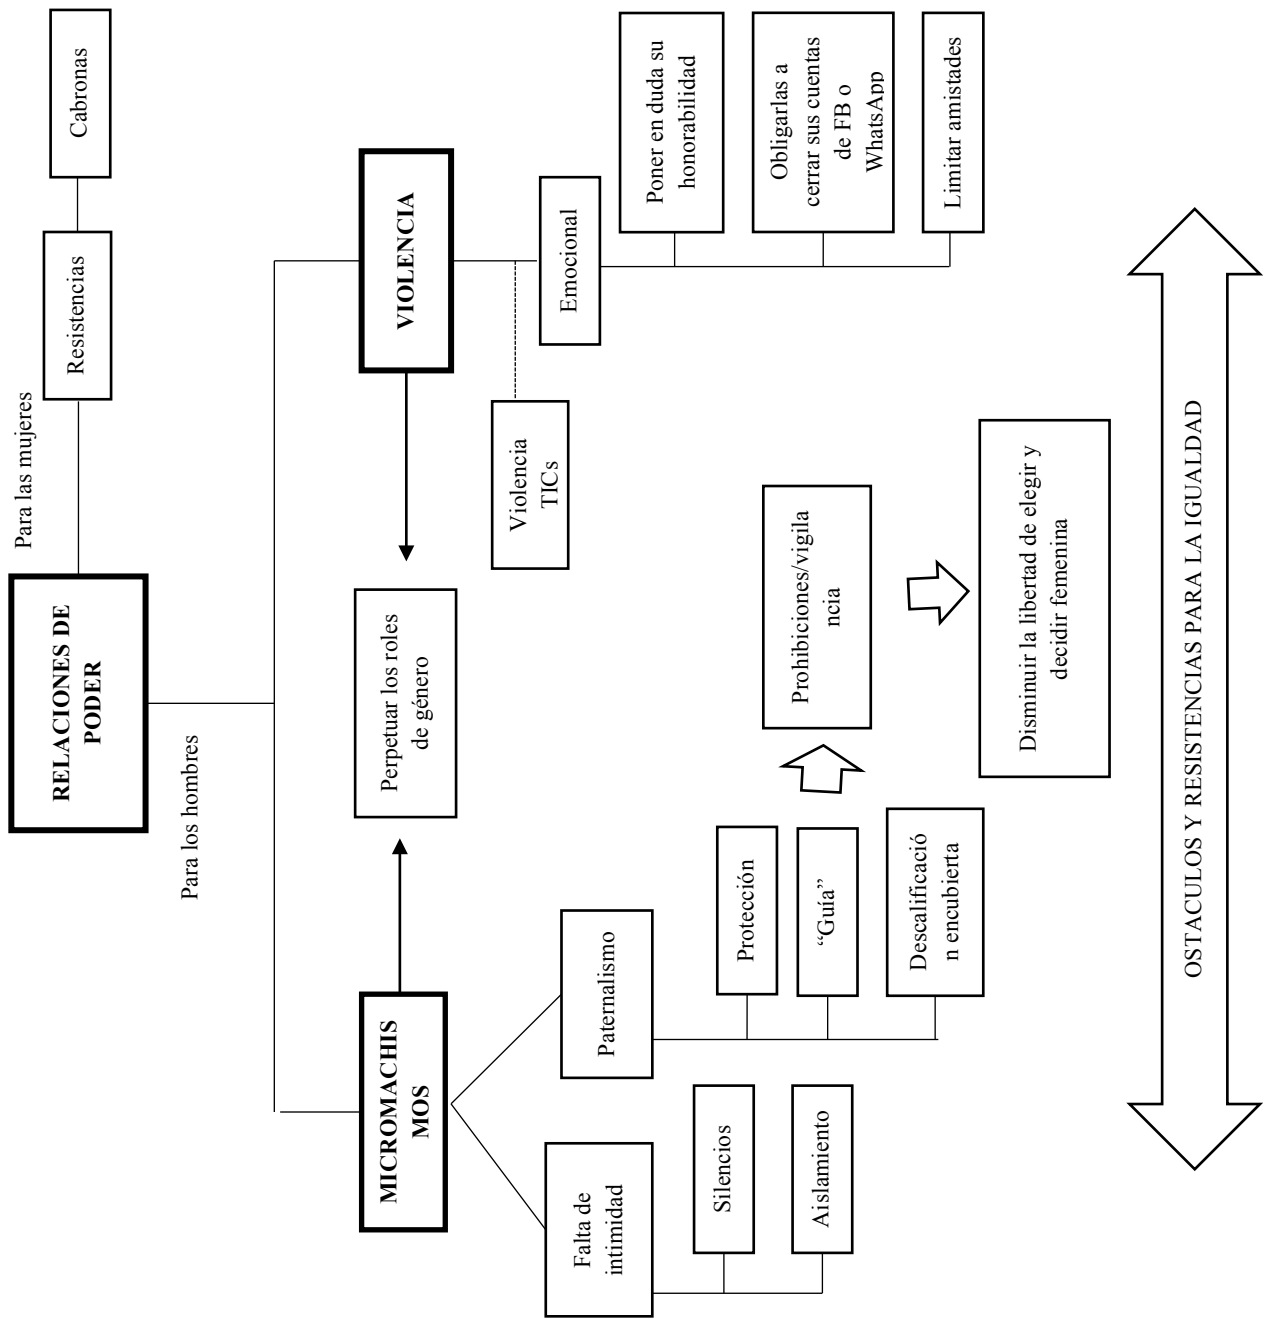 RELACIONES DE
PODER
Para las mujeres
Resistencias
Cabronas
Para los hombres
MICROMACHIS
MOS
Perpetuar los roles
de género
VIOLENCIA
Falta de
intimidad
Silencios
Aislamiento
Paternalismo
Protección
“Guía”
Descalificació
n encubierta
Prohibiciones/vigila
ncia
Disminuir la libertad de elegir y
decidir femenina
Violencia
TICs
Emocional
Poner en duda su
honorabilidad
Obligarlas a
cerrar sus cuentas
de FB o
WhatsApp
Limitar amistades
OSTACULOS Y RESISTENCIAS PARA LA IGUALDAD